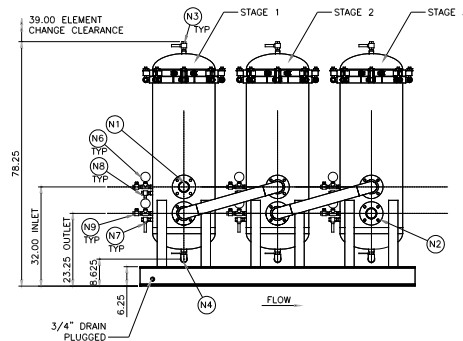 39.00 ELEMENT
CHANGE CLEARANCE
N3
TYP
STAGE 1
STAGE 2
STAGE
N1
N6
TYP
N8
TYP
78.25
32.00 INLET
23.25 OUTLET
8.625
6.25
N9
TYP
N7
TYP
N2
N4
FLOW
3/4" DRAIN
PLUGGED